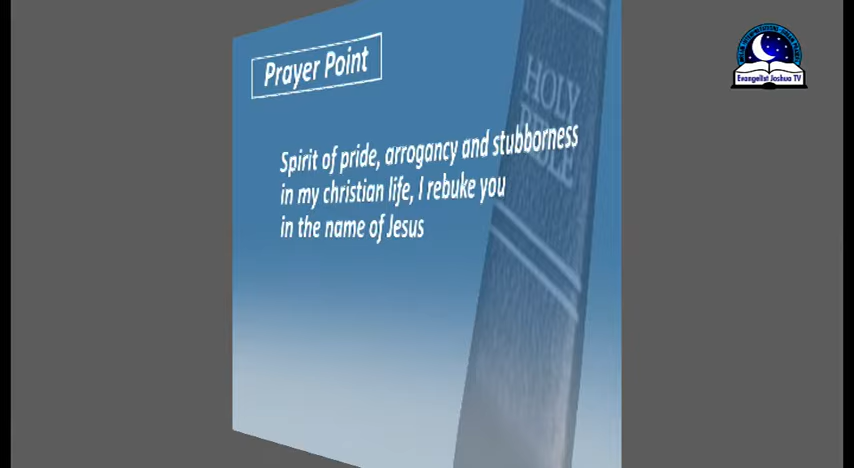 Prayer Point
Spirit of pride, arrogancy and stubborness
in my christian life, I rebuke you
in the name of Jesus
HOLY
BIBLE
Evangelist Joshua TV